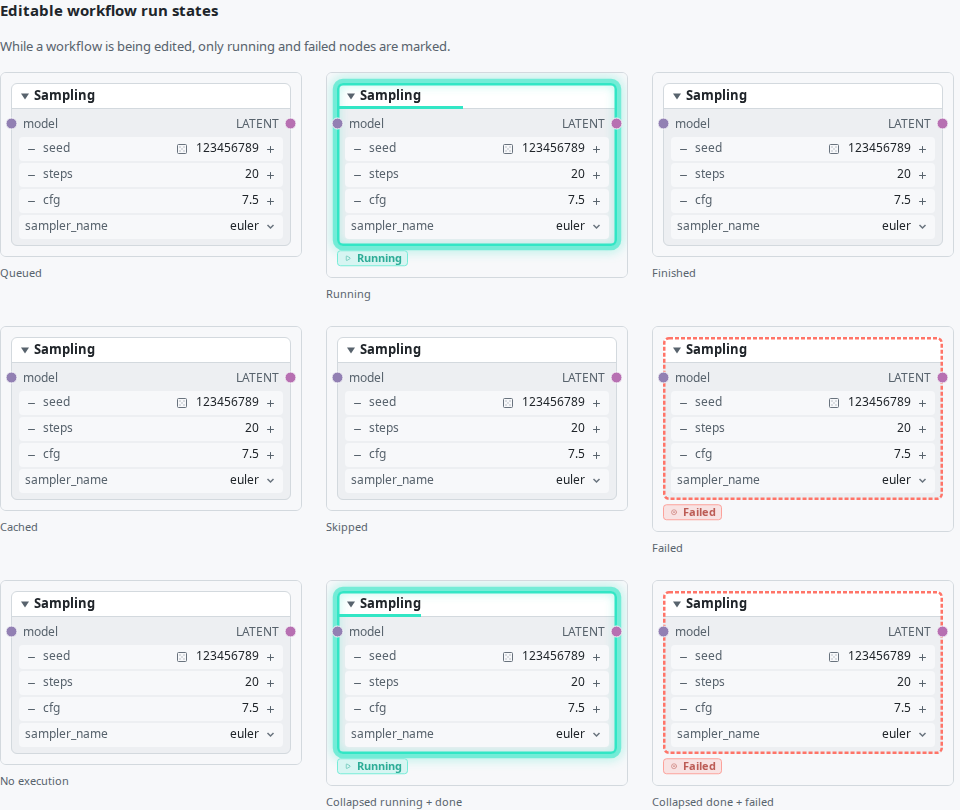 Editable workflow run states
While a workflow is being edited, only running and failed nodes are marked.
Sampling
model LATENT
seed 123456789 +
steps 20 +
cfg 7.5 +
sampler_name euler
Queued
Sampling
model LATENT
seed 123456789 +
steps 20 +
cfg 7.5 +
sampler_name euler
Running
Running
Sampling
model LATENT
seed 123456789 +
steps 20 +
cfg 7.5 +
sampler_name euler
Finished
Sampling
model LATENT
seed 123456789 +
steps 20 +
cfg 7.5 +
sampler_name euler
Cached
Sampling
model LATENT
seed 123456789 +
steps 20 +
cfg 7.5 +
sampler_name euler
Skipped
Sampling
model LATENT
seed 123456789 +
steps 20 +
cfg 7.5 +
sampler_name euler
Failed
Failed
Sampling
model LATENT
seed 123456789 +
steps 20 +
cfg 7.5 +
sampler_name euler
No execution
Sampling
model LATENT
seed 123456789 +
steps 20 +
cfg 7.5 +
sampler_name euler
Running
Collapsed running + done
Sampling
model LATENT
seed 123456789 +
steps 20 +
cfg 7.5 +
sampler_name euler
Failed
Collapsed done + failed